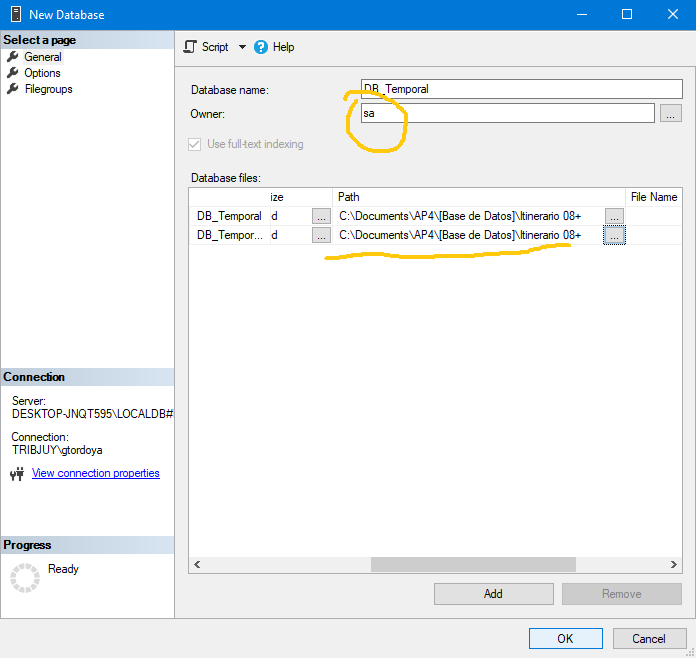 New Database
Select a page
General
Options
Filegroups
Script
Help
Database name:
DB_Temporal
Owner:
sa
...
Use full-text indexing
Database files:
ize
Path
File Name
DB_Temporal
d
...
C:\Documents\AP4\[Base de Datos]\Itinerario 08+
...
DB_Tempor...
d
...
C:\Documents\AP4\[Base de Datos]\Itinerario 08+
...
Connection
Server:
DESKTOP-JNQT595\LOCALDB#
Connection:
TRIBJUY\gtordoya
View connection properties
Progress
Ready
Add
Remove
OK
Cancel